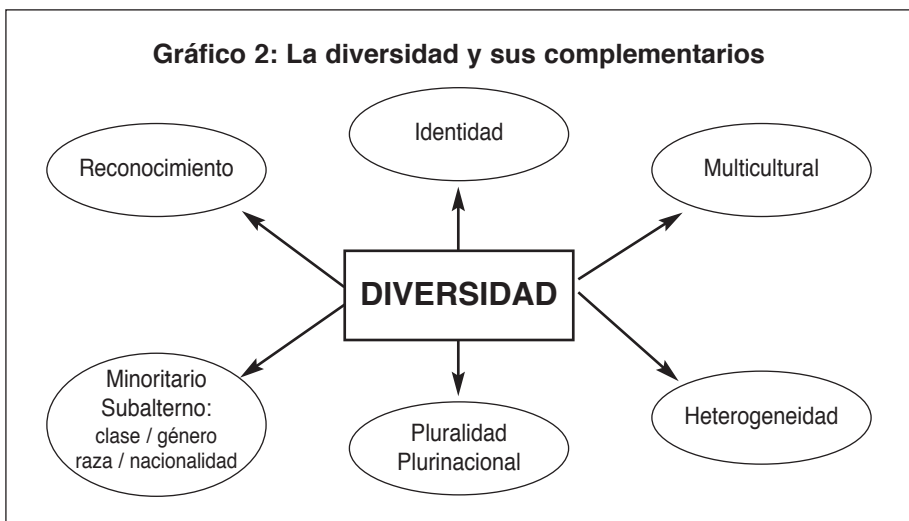 Gráfico 2: La diversidad y sus complementarios
Identidad
Reconocimiento
Multicultural
DIVERSIDAD
Minoritario
Subalterno:
clase / género
raza / nacionalidad
Pluralidad
Plurinacional
Heterogeneidad